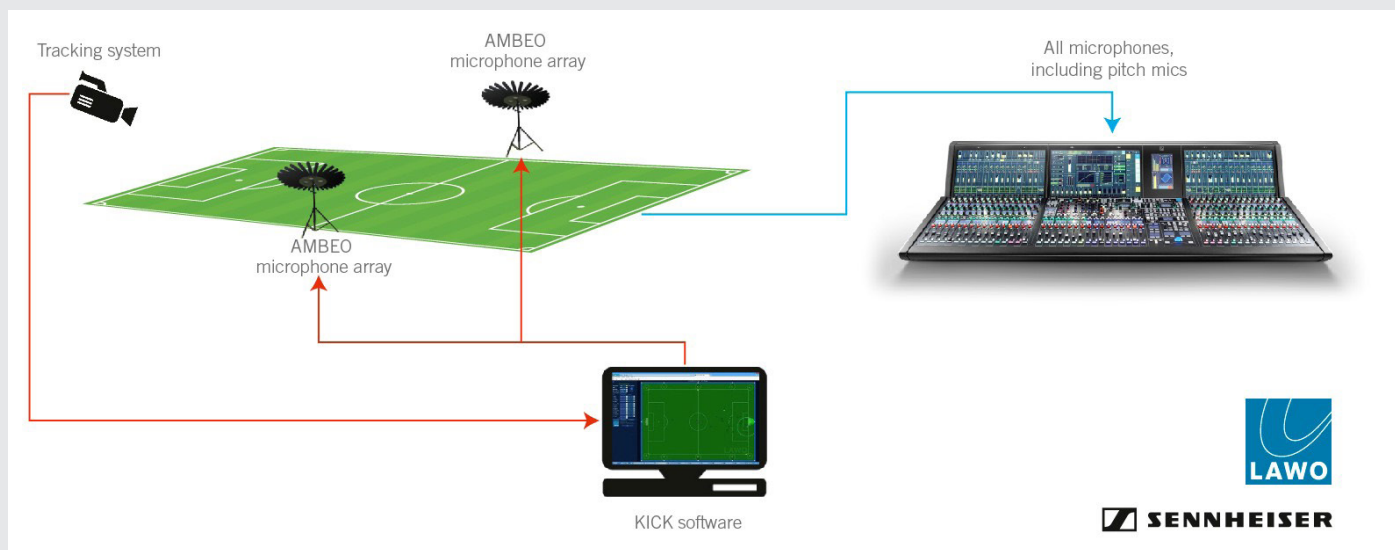 Tracking system
AMBEO
microphone array
All microphones,
including pitch mics
AMBEO
microphone array
KICK software
LAWO
SENNHEISER